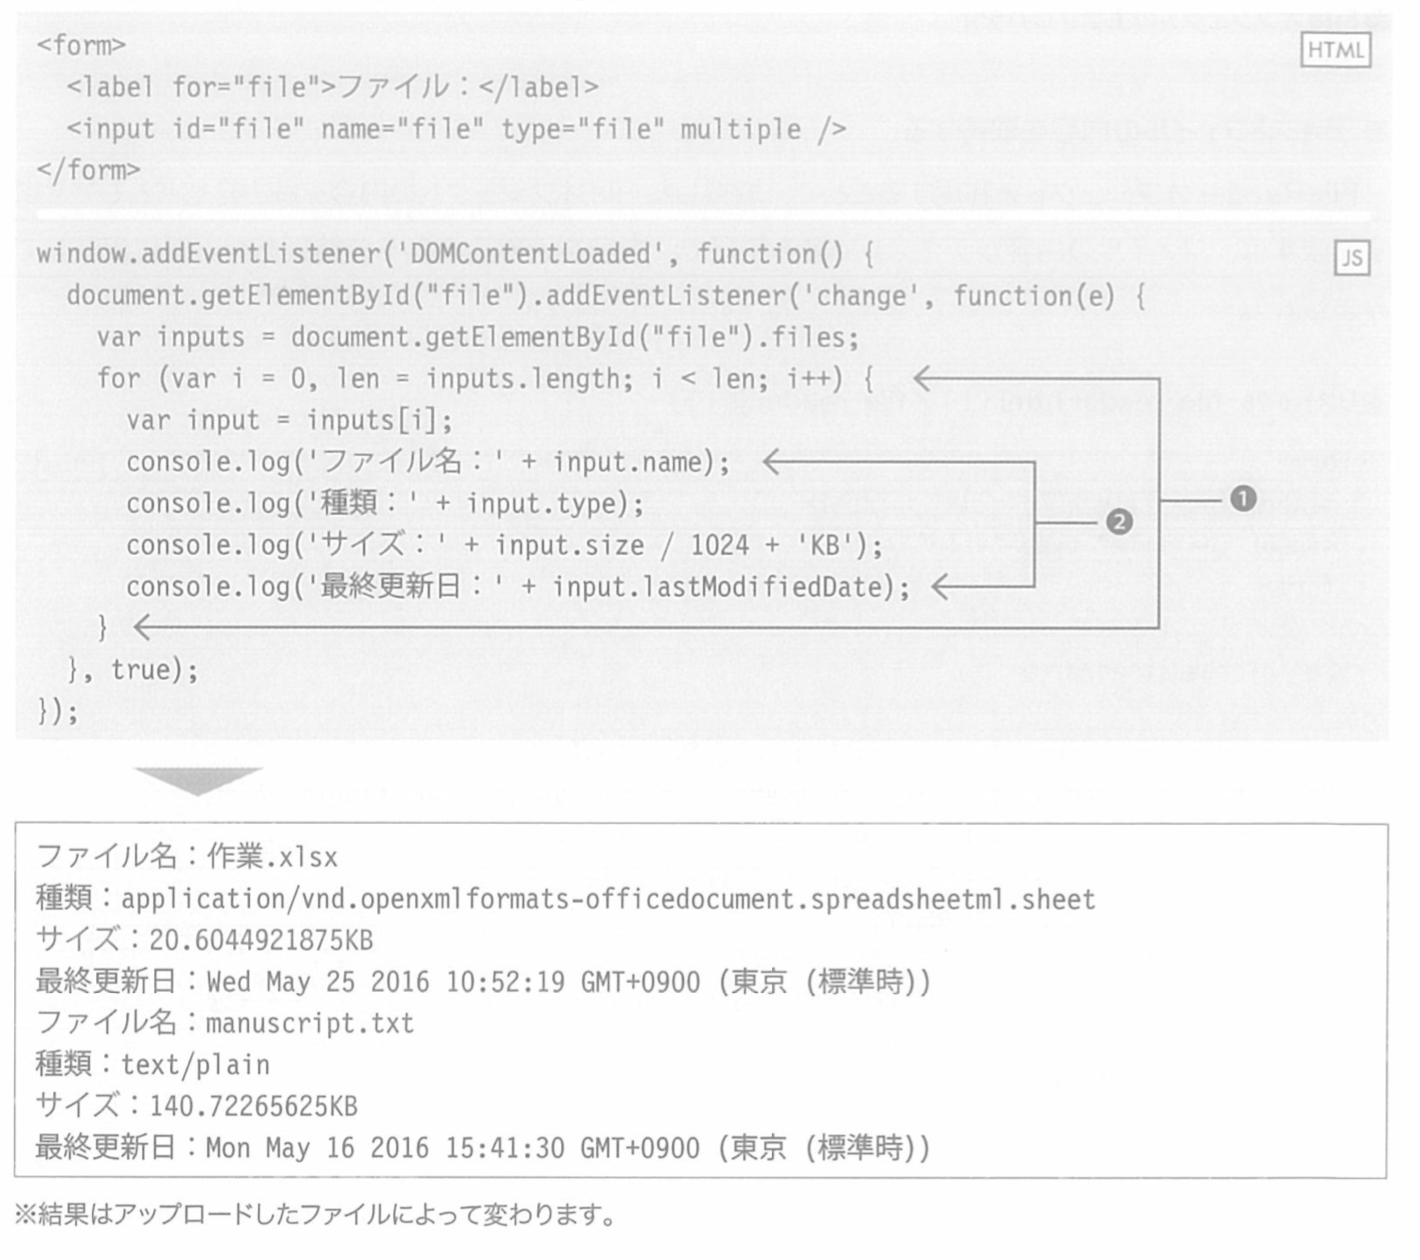 <form>
HTML
<label for="file">ファイル：</label>
<input id="file" name="file" type="file" multiple />
</form>
window.addEventListener('DOMContentLoaded', function() {
JS
document.getElementById("file").addEventListener('change', function(e) {
var inputs = document.getElementById("file").files;
for (var i = 0, len = inputs.length; i < len; i++) {
var input = inputs[i];
console.log('ファイル名：' + input.name);
console.log('種類：' + input.type);
❶
❷
console.log('サイズ：' + input.size / 1024 + 'KB');
console.log('最終更新日：' + input.lastModifiedDate);
}
}, true);
});
ファイル名：作業.xlsx
種類：application/vnd.openxmlformats-officedocument.spreadsheetml.sheet
サイズ：20.6044921875KB
最終更新日：Wed May 25 2016 10:52:19 GMT+0900 (東京 (標準時))
ファイル名：manuscript.txt
種類：text/plain
サイズ：140.72265625KB
最終更新日：Mon May 16 2016 15:41:30 GMT+0900 (東京 (標準時))
※結果はアップロードしたファイルによって変わります。